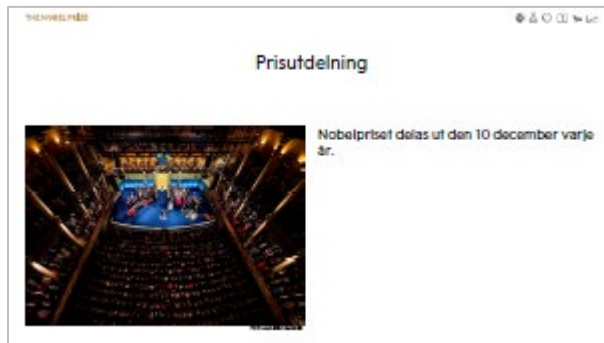 THE NOBEL PRIZE
Prisutdelning
Nobelpriset delas ut den 10 december varje
år.